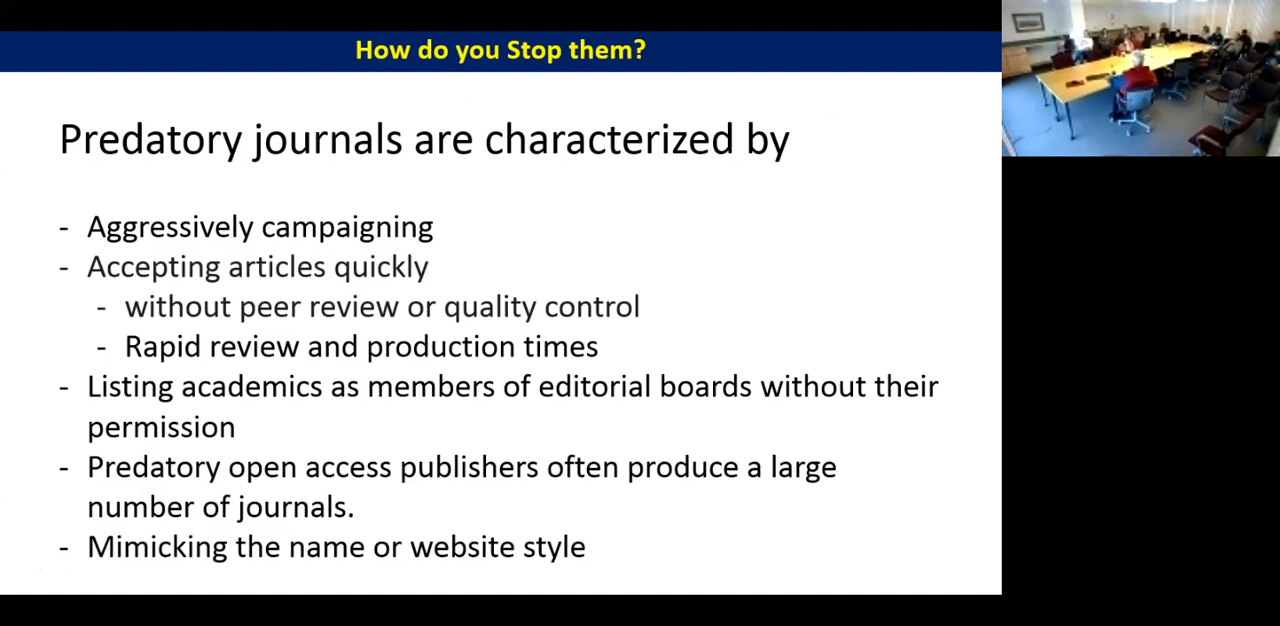 How do you Stop them?
Predatory journals are characterized by
- Aggressively campaigning
- Accepting articles quickly
- without peer review or quality control
- Rapid review and production times
- Listing academics as members of editorial boards without their
permission
- Predatory open access publishers often produce a large
number of journals.
- Mimicking the name or website style